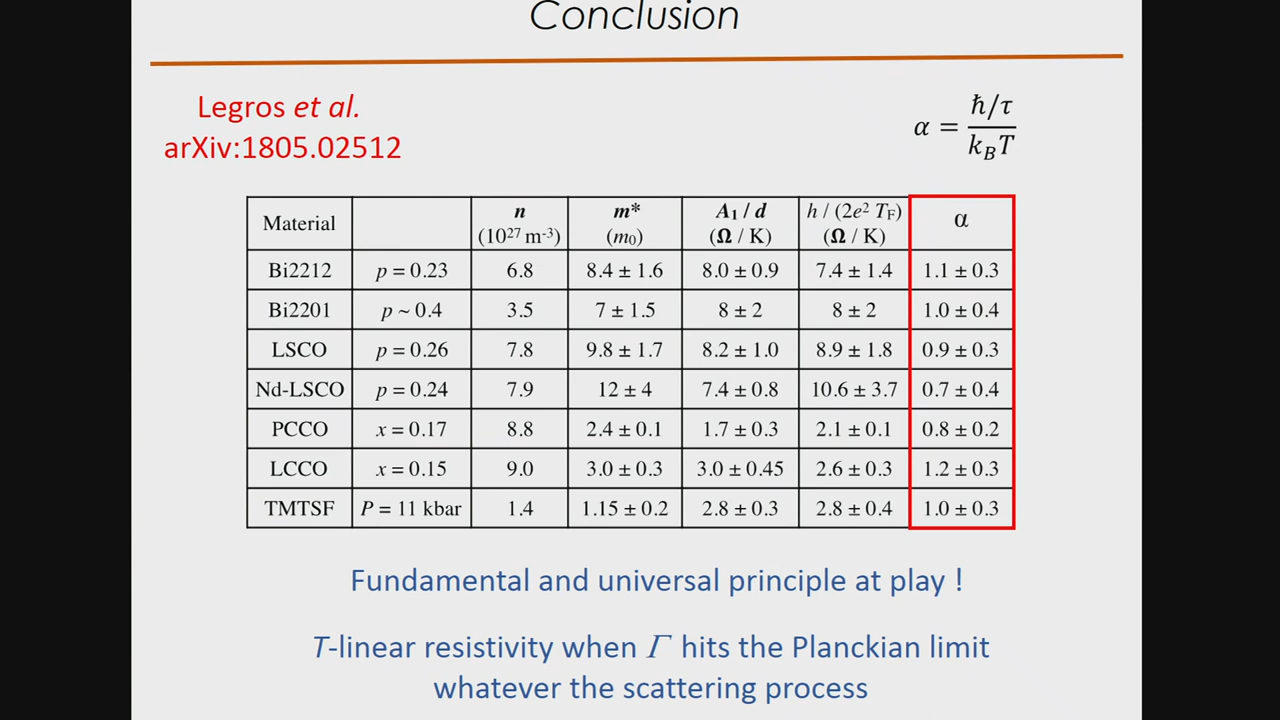 Conclusion
Legros et al.
arXiv:1805.02512
α = ħ/τ / k_B T
Material n (10²⁷ m⁻³) m* (m₀) A₁ / d (Ω / K) h / (2e² T_F) (Ω / K) α
Bi2212 p = 0.23 6.8 8.4 ± 1.6 8.0 ± 0.9 7.4 ± 1.4 1.1 ± 0.3
Bi2201 p ~ 0.4 3.5 7 ± 1.5 8 ± 2 8 ± 2 1.0 ± 0.4
LSCO p = 0.26 7.8 9.8 ± 1.7 8.2 ± 1.0 8.9 ± 1.8 0.9 ± 0.3
Nd-LSCO p = 0.24 7.9 12 ± 4 7.4 ± 0.8 10.6 ± 3.7 0.7 ± 0.4
PCCO x = 0.17 8.8 2.4 ± 0.1 1.7 ± 0.3 2.1 ± 0.1 0.8 ± 0.2
LCCO x = 0.15 9.0 3.0 ± 0.3 3.0 ± 0.45 2.6 ± 0.3 1.2 ± 0.3
TMTSF P = 11 kbar 1.4 1.15 ± 0.2 2.8 ± 0.3 2.8 ± 0.4 1.0 ± 0.3
Fundamental and universal principle at play !
T-linear resistivity when Γ hits the Planckian limit
whatever the scattering process